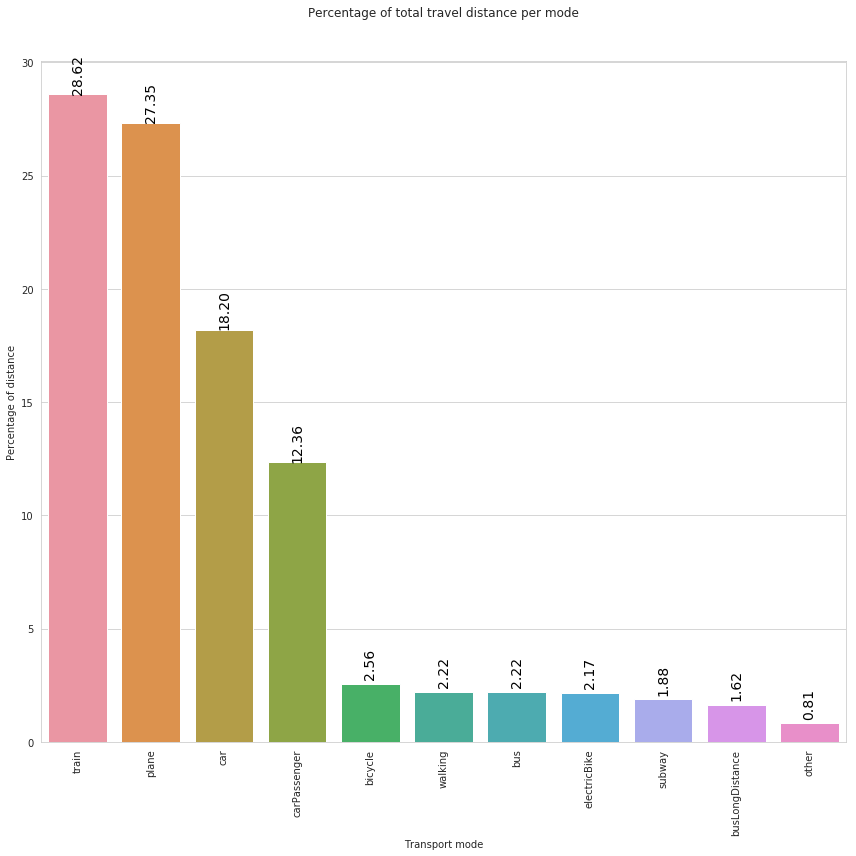 Percentage of total travel distance per mode
Percentage of distance
30
25
20
15
10
5
0
28.62
27.35
18.20
12.36
2.56
2.22
2.22
2.17
1.88
1.62
0.81
train
plane
car
carPassenger
bicycle
walking
bus
electricBike
subway
busLongDistance
other
Transport mode